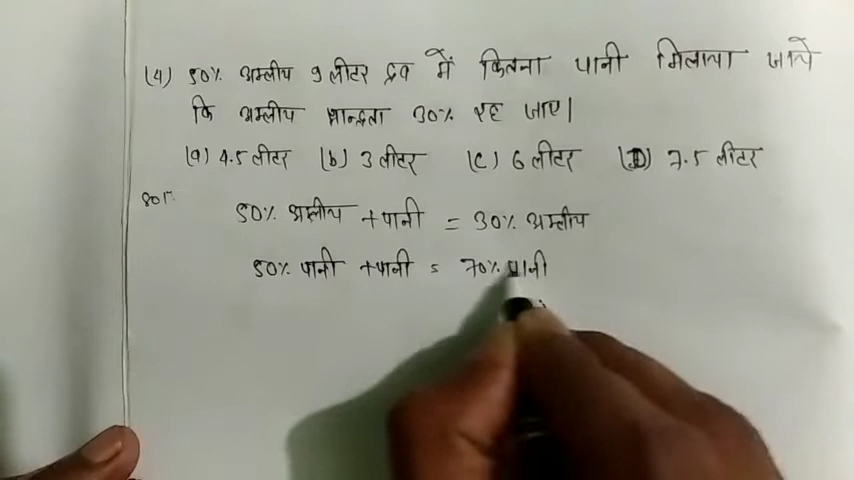 (4) 50% अम्लीय 9 लीटर द्रव में कितना पानी मिलाया जाये
कि अम्लीय सान्द्रता 30% रह जाए।
(a) 4.5 लीटर (b) 3 लीटर (c) 6 लीटर (D) 7.5 लीटर
Sol:
50% अम्लीय + पानी = 30% अम्लीय
50% पानी + पानी = 70% पानी